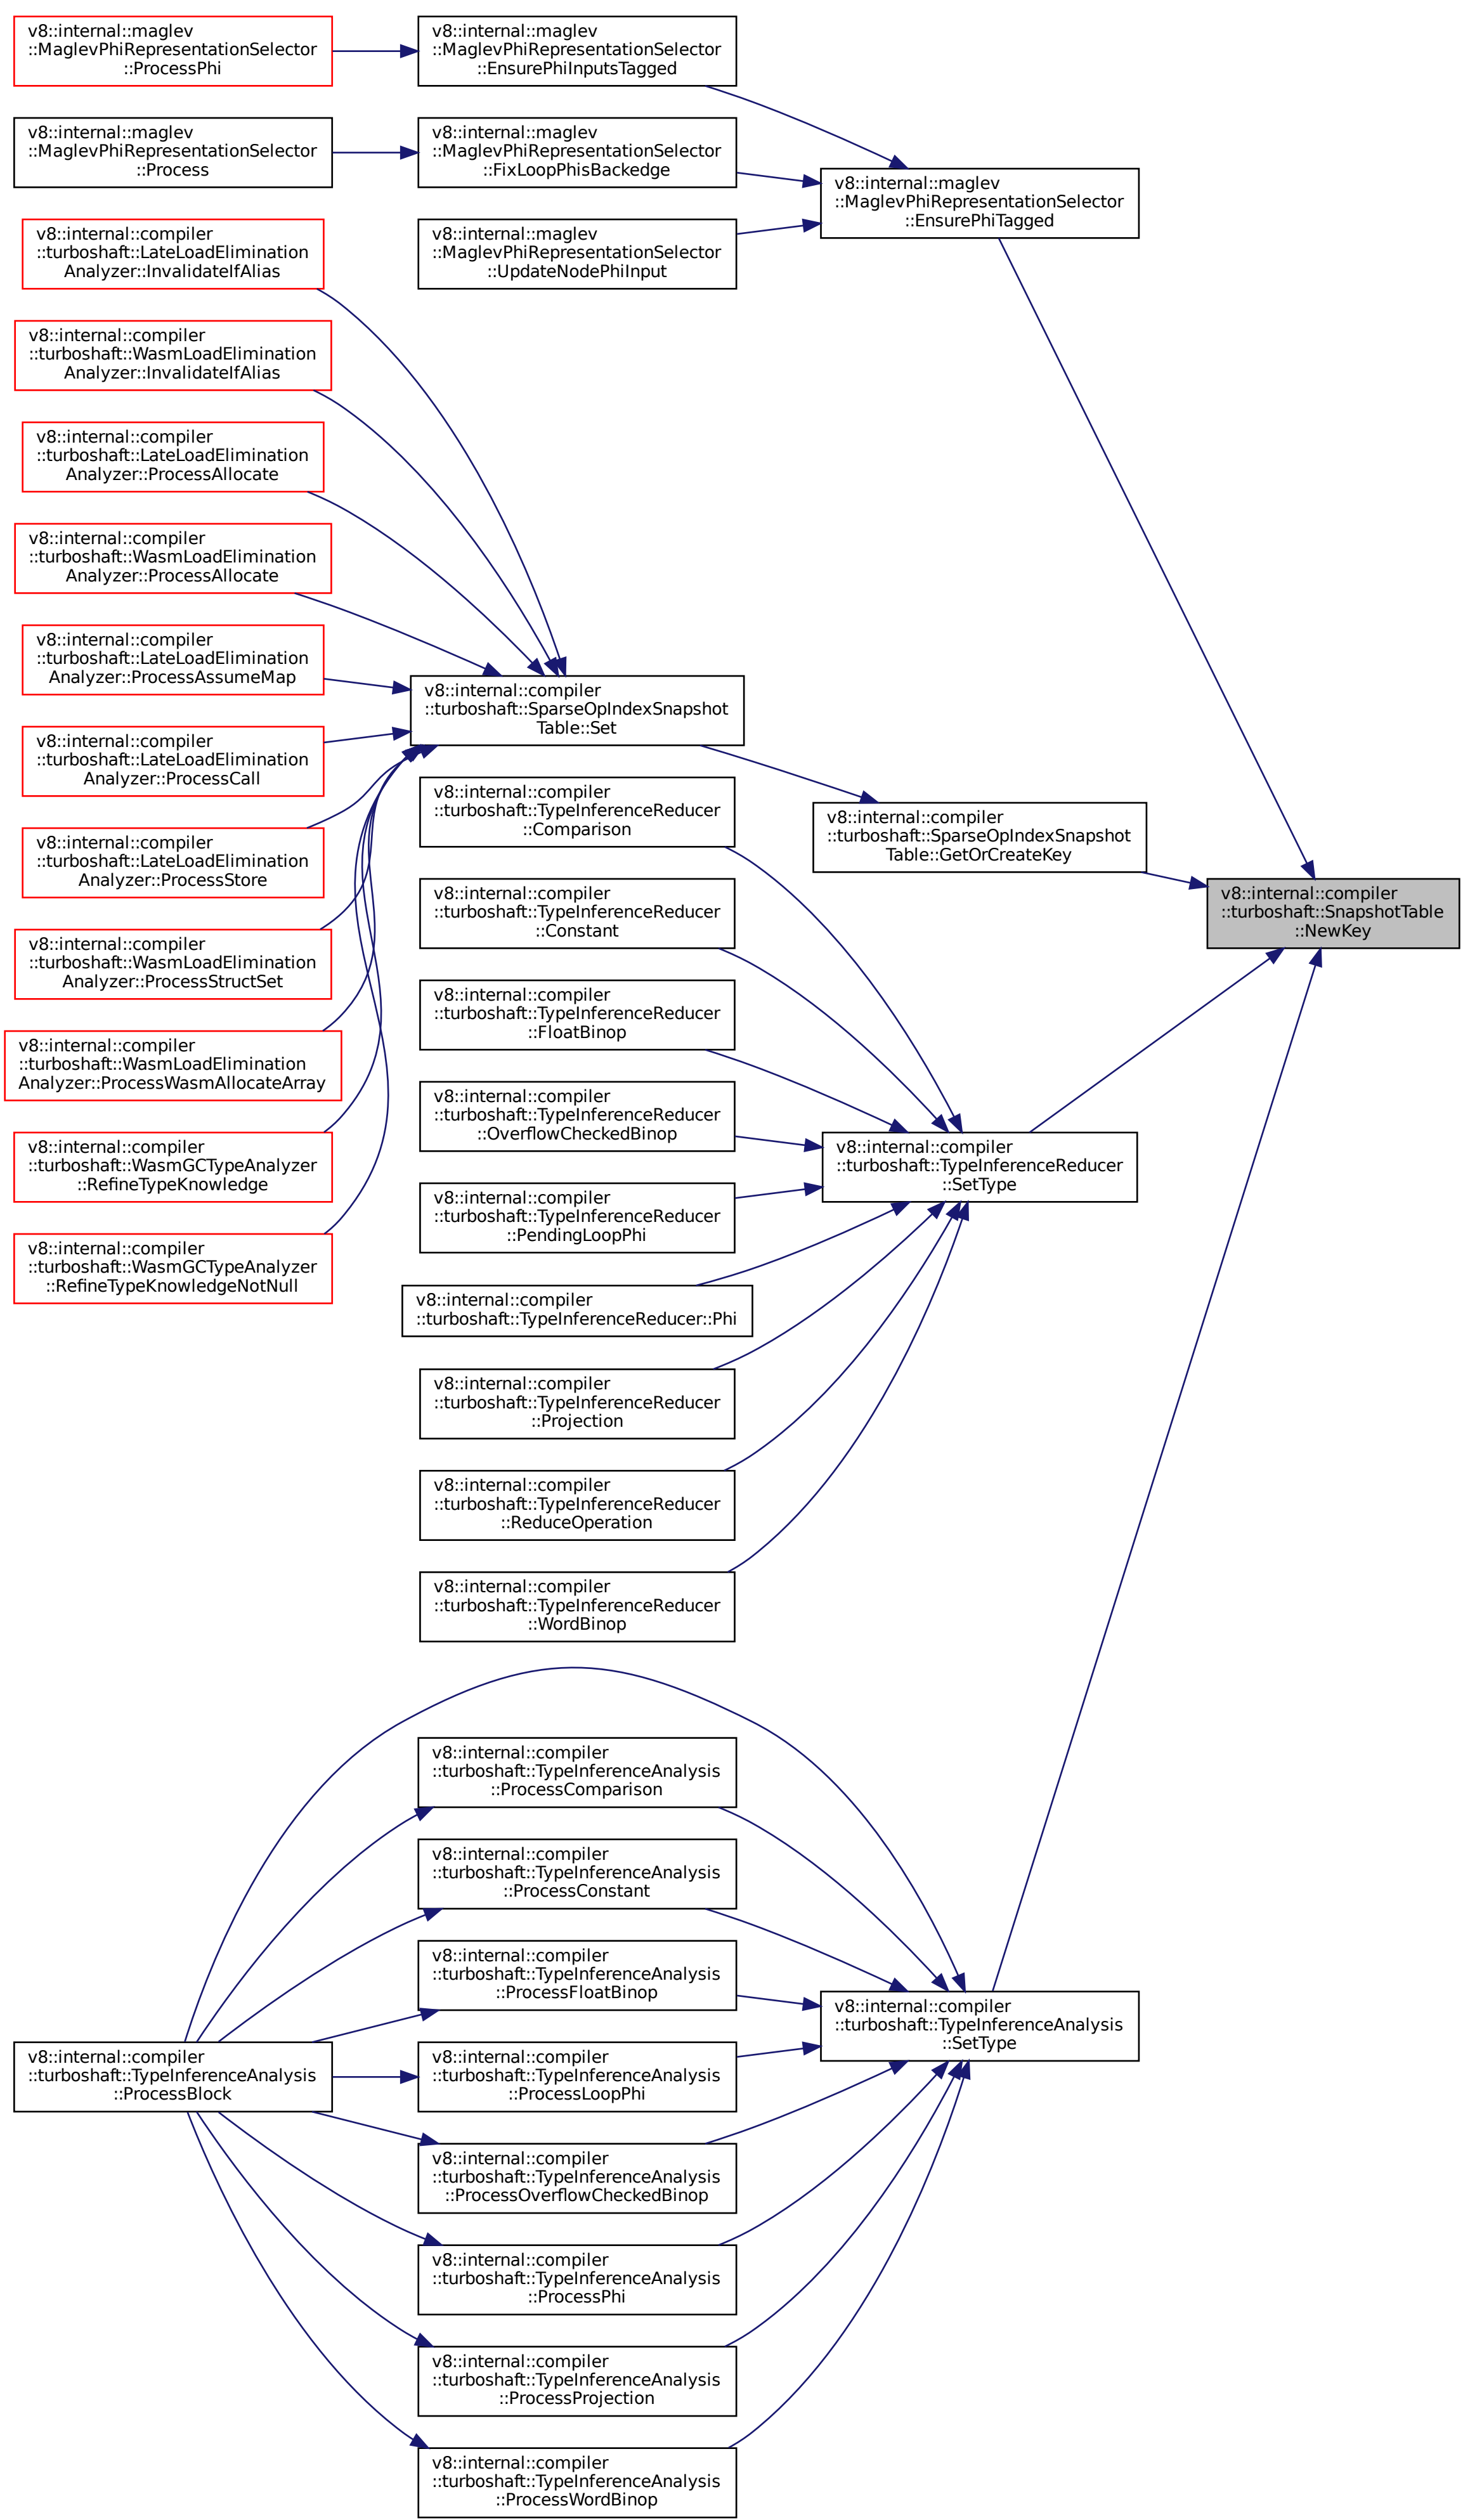 v8::internal::maglev
::MaglevPhiRepresentationSelector
::ProcessPhi
v8::internal::maglev
::MaglevPhiRepresentationSelector
::EnsurePhiInputsTagged
v8::internal::maglev
::MaglevPhiRepresentationSelector
::Process
v8::internal::maglev
::MaglevPhiRepresentationSelector
::FixLoopPhisBackedge
v8::internal::maglev
::MaglevPhiRepresentationSelector
::EnsurePhiTagged
v8::internal::maglev
::MaglevPhiRepresentationSelector
::UpdateNodePhiInput
v8::internal::compiler
::turboshaft::LateLoadElimination
Analyzer::InvalidateIfAlias
v8::internal::compiler
::turboshaft::WasmLoadElimination
Analyzer::InvalidateIfAlias
v8::internal::compiler
::turboshaft::LateLoadElimination
Analyzer::ProcessAllocate
v8::internal::compiler
::turboshaft::WasmLoadElimination
Analyzer::ProcessAllocate
v8::internal::compiler
::turboshaft::LateLoadElimination
Analyzer::ProcessAssumeMap
v8::internal::compiler
::turboshaft::LateLoadElimination
Analyzer::ProcessCall
v8::internal::compiler
::turboshaft::LateLoadElimination
Analyzer::ProcessStore
v8::internal::compiler
::turboshaft::WasmLoadElimination
Analyzer::ProcessStructSet
v8::internal::compiler
::turboshaft::WasmLoadElimination
Analyzer::ProcessWasmAllocateArray
v8::internal::compiler
::turboshaft::WasmGCTypeAnalyzer
::RefineTypeKnowledge
v8::internal::compiler
::turboshaft::WasmGCTypeAnalyzer
::RefineTypeKnowledgeNotNull
v8::internal::compiler
::turboshaft::SparseOpIndexSnapshot
Table::Set
v8::internal::compiler
::turboshaft::SparseOpIndexSnapshot
Table::GetOrCreateKey
v8::internal::compiler
::turboshaft::SnapshotTable
::NewKey
v8::internal::compiler
::turboshaft::TypeInferenceReducer
::Comparison
v8::internal::compiler
::turboshaft::TypeInferenceReducer
::Constant
v8::internal::compiler
::turboshaft::TypeInferenceReducer
::FloatBinop
v8::internal::compiler
::turboshaft::TypeInferenceReducer
::OverflowCheckedBinop
v8::internal::compiler
::turboshaft::TypeInferenceReducer
::SetType
v8::internal::compiler
::turboshaft::TypeInferenceReducer
::PendingLoopPhi
v8::internal::compiler
::turboshaft::TypeInferenceReducer::Phi
v8::internal::compiler
::turboshaft::TypeInferenceReducer
::Projection
v8::internal::compiler
::turboshaft::TypeInferenceReducer
::ReduceOperation
v8::internal::compiler
::turboshaft::TypeInferenceReducer
::WordBinop
v8::internal::compiler
::turboshaft::TypeInferenceAnalysis
::ProcessComparison
v8::internal::compiler
::turboshaft::TypeInferenceAnalysis
::ProcessConstant
v8::internal::compiler
::turboshaft::TypeInferenceAnalysis
::ProcessFloatBinop
v8::internal::compiler
::turboshaft::TypeInferenceAnalysis
::SetType
v8::internal::compiler
::turboshaft::TypeInferenceAnalysis
::ProcessBlock
v8::internal::compiler
::turboshaft::TypeInferenceAnalysis
::ProcessLoopPhi
v8::internal::compiler
::turboshaft::TypeInferenceAnalysis
::ProcessOverflowCheckedBinop
v8::internal::compiler
::turboshaft::TypeInferenceAnalysis
::ProcessPhi
v8::internal::compiler
::turboshaft::TypeInferenceAnalysis
::ProcessProjection
v8::internal::compiler
::turboshaft::TypeInferenceAnalysis
::ProcessWordBinop